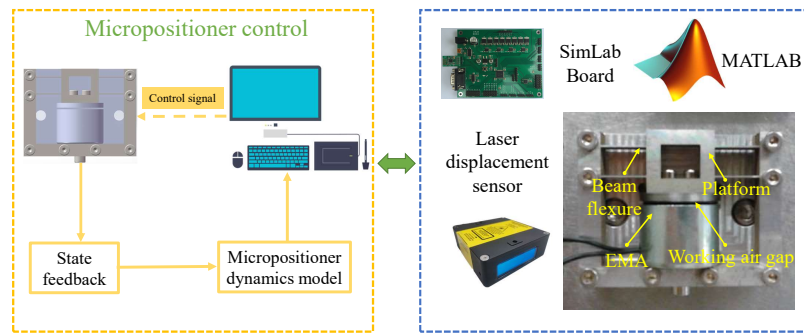 Micropositioner control
Control signal
State
feedback
Micropositioner
dynamics model
SimLab
Board
MATLAB
Laser
displacement
sensor
Beam
flexure
Platform
EMA
Working air gap